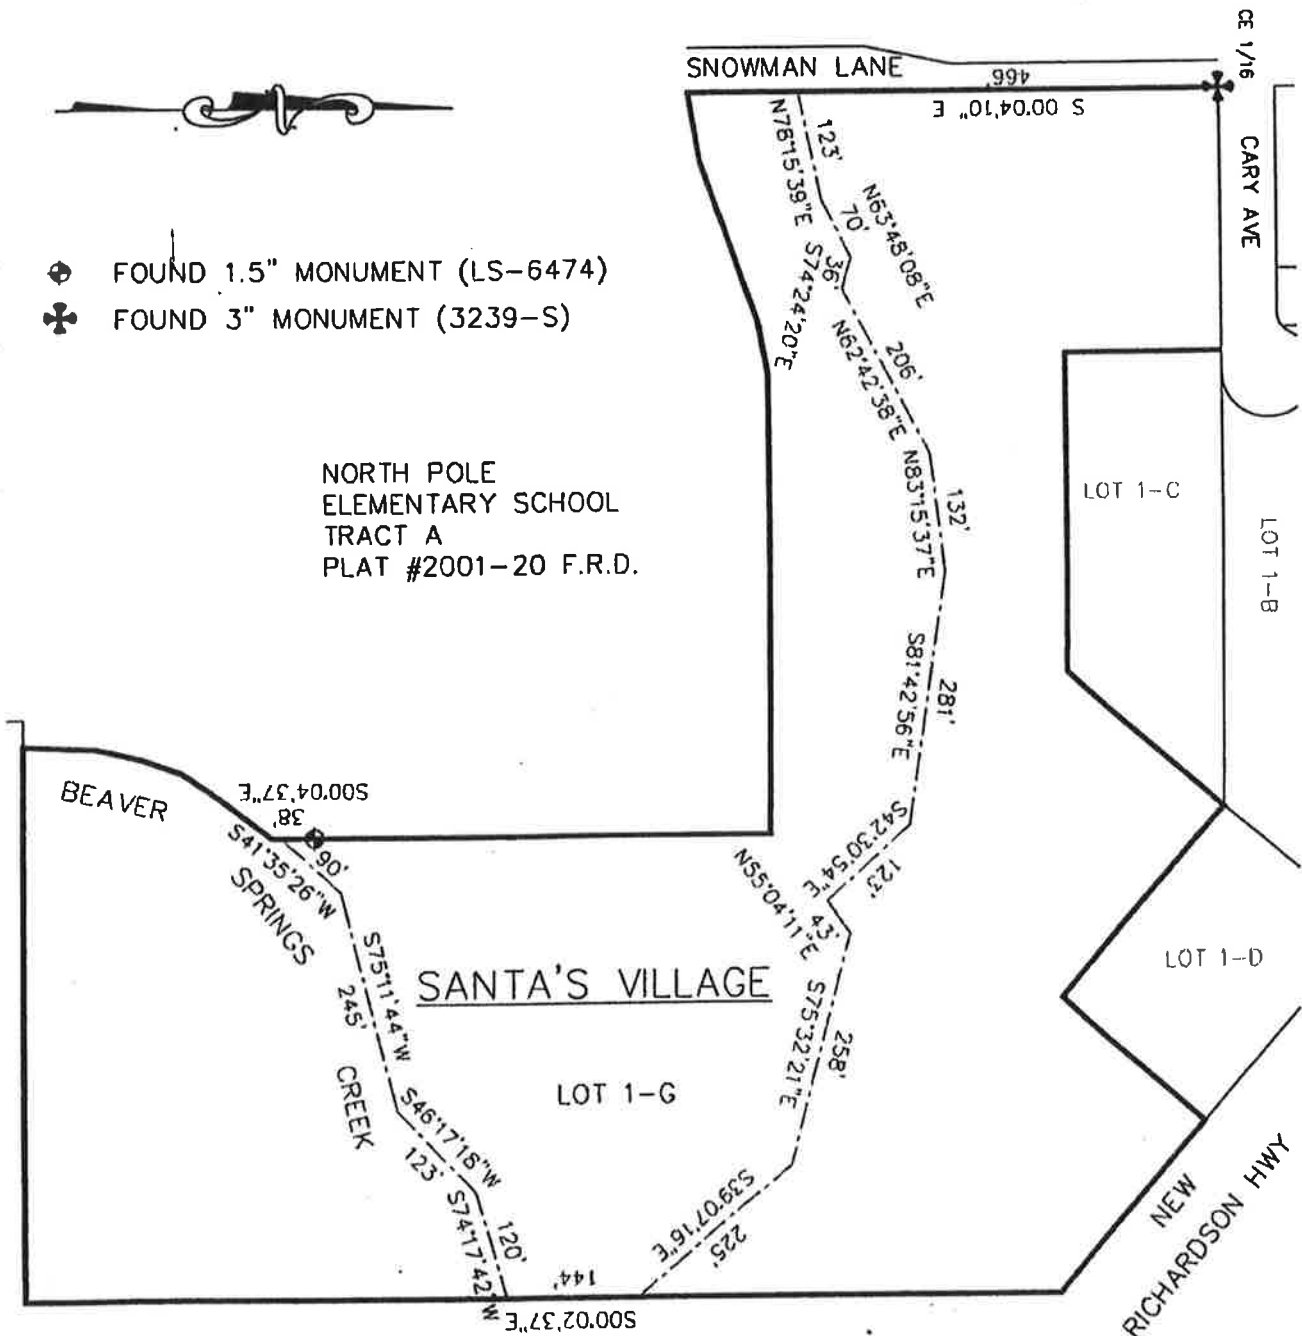 CE 1/16
SNOWMAN LANE
466'
S 00°04'10" E
CARY AVE
123'
N78°15'39"E
70'
N63°48'08"E
36'
S74°24'20"E
FOUND 1.5" MONUMENT (LS-6474)
FOUND 3" MONUMENT (3239-S)
206'
N62°42'38"E
NORTH POLE
ELEMENTARY SCHOOL
TRACT A
PLAT #2001-20 F.R.D.
132'
N83°15'37"E
LOT 1-C
LOT 1-B
281'
S81°42'56"E
S00°04'37"E
38'
BEAVER
SPRINGS
CREEK
90'
S41°35'26"W
S42°30'54"E
123'
43'
N55°04'11"E
LOT 1-D
S75°11'44"W
245'
SANTA'S VILLAGE
LOT 1-G
S75°32'21"E
258'
S46°17'18"W
123'
S74°17'42"W
120'
S39°07'16"E
225'
144'
S00°02'37"E
NEW
RICHARDSON HWY